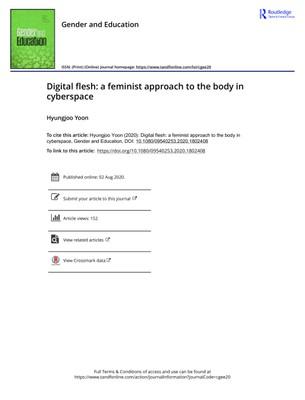 Gender and Education
Routledge
Taylor & Francis Group
Gender and
Education
ISSN: (Print) (Online) Journal homepage: https://www.tandfonline.com/loi/cgee20
Digital flesh: a feminist approach to the body in
cyberspace
Hyungjoo Yoon
To cite this article: Hyungjoo Yoon (2020): Digital flesh: a feminist approach to the body in
cyberspace, Gender and Education, DOI: 10.1080/09540253.2020.1802408
To link to this article: https://doi.org/10.1080/09540253.2020.1802408
Published online: 02 Aug 2020.
Submit your article to this journal
Article views: 152
View related articles
View Crossmark data
Full Terms & Conditions of access and use can be found at
https://www.tandfonline.com/action/journalInformation?journalCode=cgee20